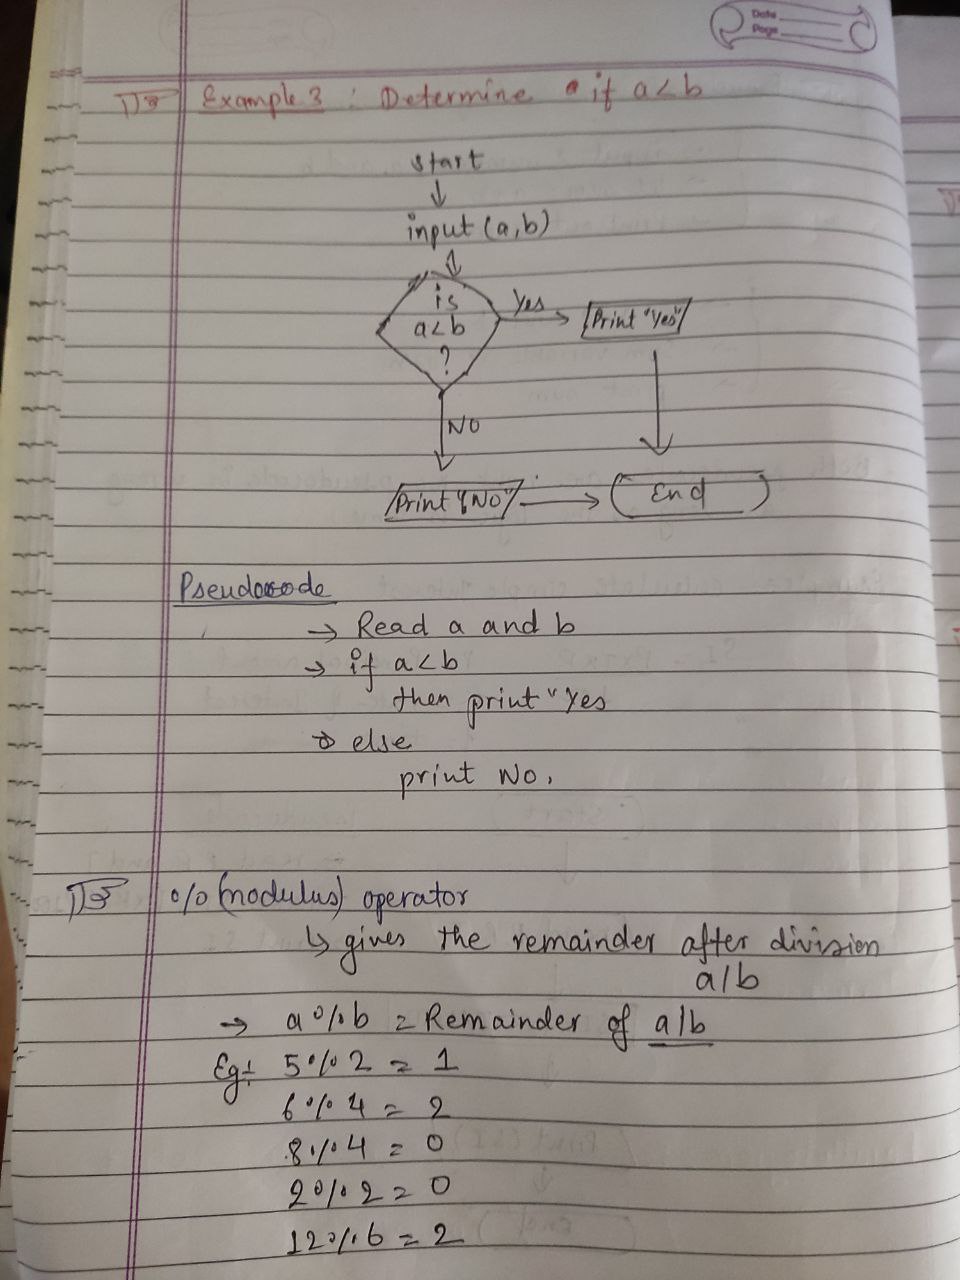 Date
Page
Example 3 : Determine if a<b
start
input (a,b)
is
a<b
?
Yes
Print "Yes"
NO
Print "NO"
End
Pseudocode
→ Read a and b
→ if a<b
then print "Yes
→ else
print No.
% (modulus) operator
↳ gives the remainder after division
a/b
→ a % b = Remainder of a/b
Eg:- 5 % 2 = 1
6 % 4 = 2
8 % 4 = 0
2 % 2 = 0
12 % 6 = 2